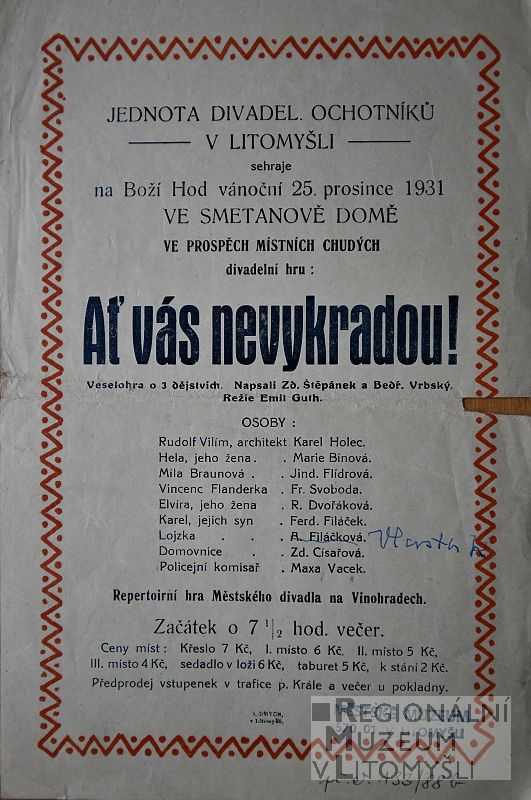 JEDNOTA DIVADEL. OCHOTNÍKŮ
V LITOMYŠLI
sehraje
na Boží Hod vánoční 25. prosince 1931
VE SMETANOVĚ DOMĚ
VE PROSPĚCH MÍSTNÍCH CHUDÝCH
divadelní hru :
Ať vás nevykradou!
Veselohra o 3 dějstvích. Napsali Zd. Štěpánek a Bedř. Vrbský.
Režie Emil Guth.
OSOBY :
Rudolf Vilím, architekt Karel Holec.
Hela, jeho žena . . Marie Bínová.
Mila Braunová . . Jind. Flídrová.
Vincenc Flanderka . Fr. Svoboda.
Elvíra, jeho žena . R. Dvořáková.
Karel, jejich syn . Ferd. Filáček.
Lojzka . . . A. Filáčková. Vlasta
Domovnice . . Zd. Císařová.
Policejní komisař . Maxa Vacek.
Repertoirní hra Městského divadla na Vinohradech.
Začátek o 7 1/2 hod. večer.
Ceny míst : Křeslo 7 Kč, I. místo 6 Kč. II. místo 5 Kč,
III. místo 4 Kč, sedadlo v loži 6 Kč, taburet 5 Kč, k stání 2 Kč.
Předprodej vstupenek v trafice p. Krále a večer u pokladny.
v Litomyšli.
REGIONÁLNÍ
MUZEUM
V LITOMYŠLI